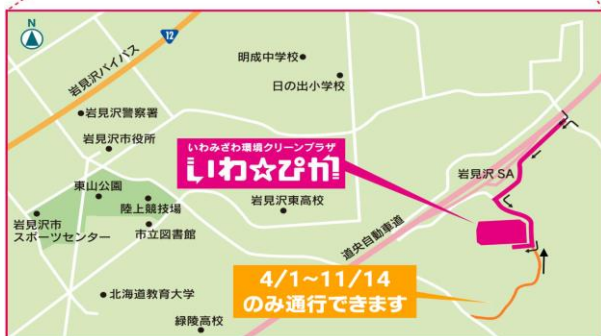 N
12
岩見沢バイパス
明成中学校
日の出小学校
岩見沢警察署
岩見沢市役所
いわみざわ環境クリーンプラザ
いわ☆ぴか!
岩見沢 SA
東山公園
陸上競技場
岩見沢東高校
岩見沢市
スポーツセンター
市立図書館
道央自動車道
4/1~11/14
のみ通行できます
北海道教育大学
緑陵高校